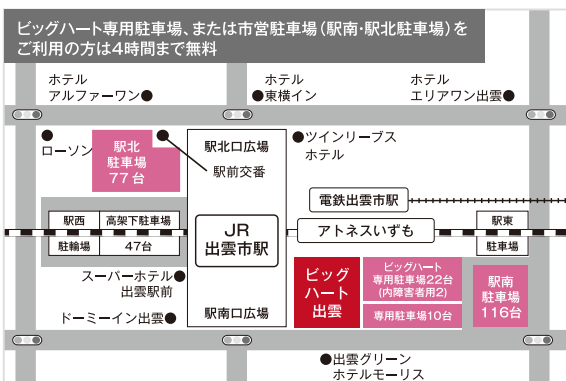 ビッグハート専用駐車場、または市営駐車場(駅南・駅北駐車場)を
ご利用の方は4時間まで無料
ホテル
アルファーワン●
ホテル
●東横イン
ホテル
エリアワン出雲●
●
ローソン
駅北
駐車場
77台
●
駅前交番
駅北口広場
●ツインリーブス
ホテル
電鉄出雲市駅
駅西
駐輪場
高架下駐車場
47台
JR
出雲市駅
アトネスいずも
駅東
駐車場
スーパーホテル●
出雲駅前
ドーミーイン出雲●
駅南口広場
ビッグ
ハート
出雲
ビッグハート
専用駐車場22台
(内障害者用2)
専用駐車場10台
駅南
駐車場
116台
●出雲グリーン
ホテルモーリス